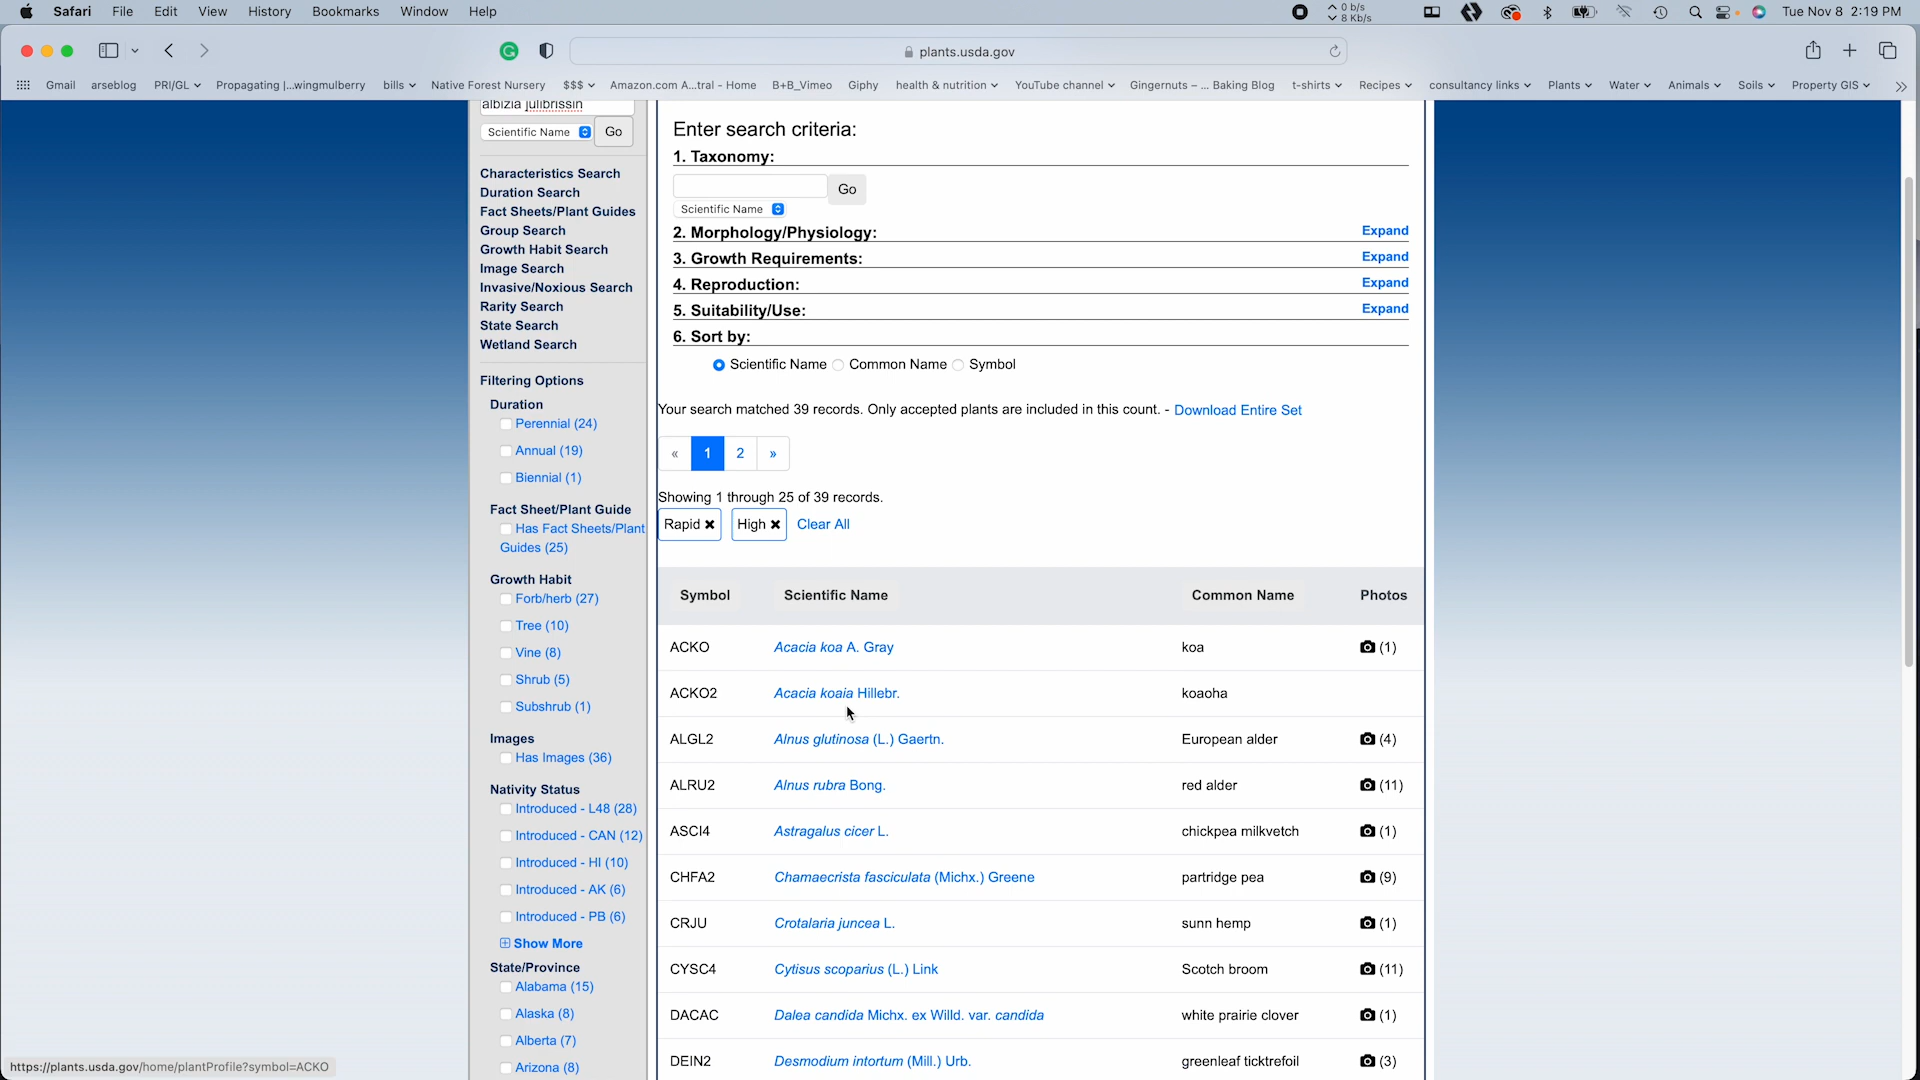 Safari File Edit View History Bookmarks Window Help
0 b/s
8 Kb/s
Tue Nov 8 2:19 PM
plants.usda.gov
Gmail arseblog PRI/GL Propagating |...wingmulberry bills Native Forest Nursery $$$ Amazon.com A...tral - Home B+B_Vimeo Giphy health & nutrition YouTube channel Gingernuts – ... Baking Blog t-shirts Recipes consultancy links Plants Water Animals Soils Property GIS
albizia julibrissin
Scientific Name Go
Characteristics Search
Duration Search
Fact Sheets/Plant Guides
Group Search
Growth Habit Search
Image Search
Invasive/Noxious Search
Rarity Search
State Search
Wetland Search
Filtering Options
Duration
Perennial (24)
Annual (19)
Biennial (1)
Fact Sheet/Plant Guide
Has Fact Sheets/Plant
Guides (25)
Growth Habit
Forb/herb (27)
Tree (10)
Vine (8)
Shrub (5)
Subshrub (1)
Images
Has Images (36)
Nativity Status
Introduced - L48 (28)
Introduced - CAN (12)
Introduced - HI (10)
Introduced - AK (6)
Introduced - PB (6)
Show More
State/Province
Alabama (15)
Alaska (8)
Alberta (7)
Arizona (8)
Enter search criteria:
1. Taxonomy:
Go
Scientific Name
2. Morphology/Physiology: Expand
3. Growth Requirements: Expand
4. Reproduction: Expand
5. Suitability/Use: Expand
6. Sort by:
Scientific Name Common Name Symbol
Your search matched 39 records. Only accepted plants are included in this count. - Download Entire Set
« 1 2 »
Showing 1 through 25 of 39 records.
Rapid ✖ High ✖ Clear All
Symbol Scientific Name Common Name Photos
ACKO Acacia koa A. Gray koa (1)
ACKO2 Acacia koaia Hillebr. koaoha
ALGL2 Alnus glutinosa (L.) Gaertn. European alder (4)
ALRU2 Alnus rubra Bong. red alder (11)
ASCI4 Astragalus cicer L. chickpea milkvetch (1)
CHFA2 Chamaecrista fasciculata (Michx.) Greene partridge pea (9)
CRJU Crotalaria juncea L. sunn hemp (1)
CYSC4 Cytisus scoparius (L.) Link Scotch broom (11)
DACAC Dalea candida Michx. ex Willd. var. candida white prairie clover (1)
DEIN2 Desmodium intortum (Mill.) Urb. greenleaf ticktrefoil (3)
https://plants.usda.gov/home/plantProfile?symbol=ACKO